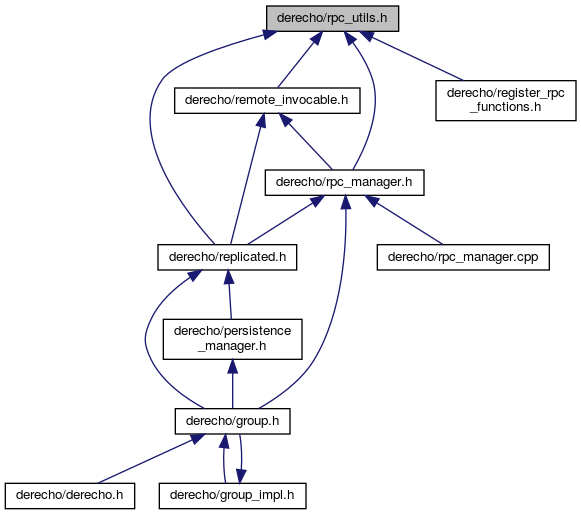 derecho/rpc_utils.h
derecho/remote_invocable.h
derecho/register_rpc
_functions.h
derecho/rpc_manager.h
derecho/replicated.h
derecho/rpc_manager.cpp
derecho/persistence
_manager.h
derecho/group.h
derecho/derecho.h
derecho/group_impl.h